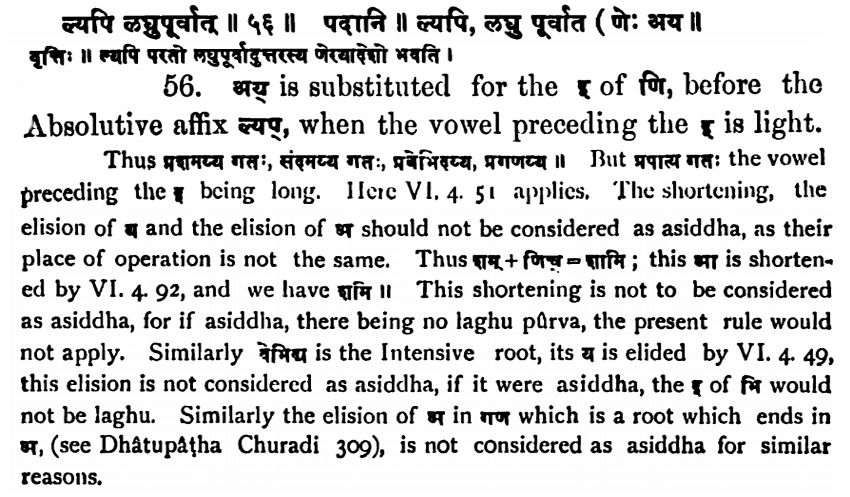 ल्यपि लघुपूर्वात् ॥ ५६ ॥ पदानि ॥ ल्यपि, लघु पूर्वात ( णेः अय ॥
वृत्तिः ॥ ल्यपि परतो लघुपूर्वादुत्तरस्य णेरयादेशो भवति ।
56. अय् is substituted for the इ of णि, before the
Absolutive affix ल्यप्, when the vowel preceding the इ is light.
Thus प्रशमय्य गतः, संदमय्य गतः, प्रबेभिदय्य, प्रगणय्य ॥ But प्रपात्य गतः the vowel
preceding the इ being long. Here VI. 4. 51 applies. The shortening, the
elision of य and the elision of अ should not be considered as asiddha, as their
place of operation is not the same. Thus शम् + णिच् = शामि ; this आ is shorten-
ed by VI. 4. 92, and we have शमि ॥ This shortening is not to be considered
as asiddha, for if asiddha, there being no laghu pûrva, the present rule would
not apply. Similarly बेभिद्य is the Intensive root, its य is elided by VI. 4. 49,
this elision is not considered as asiddha, if it were asiddha, the इ of भि would
not be laghu. Similarly the elision of अ in गण which is a root which ends in
अ, (see Dhâtupâṭha Churadi 309), is not considered as asiddha for similar
reasons.